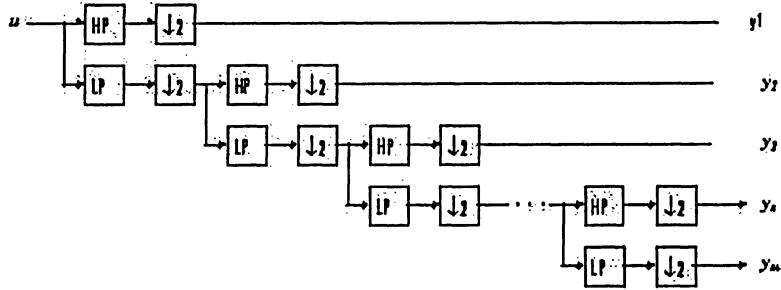 u HP ↓2 y1
LP ↓2 HP ↓2 y2
LP ↓2 HP ↓2 y3
LP ↓2 ... HP ↓2
LP ↓2